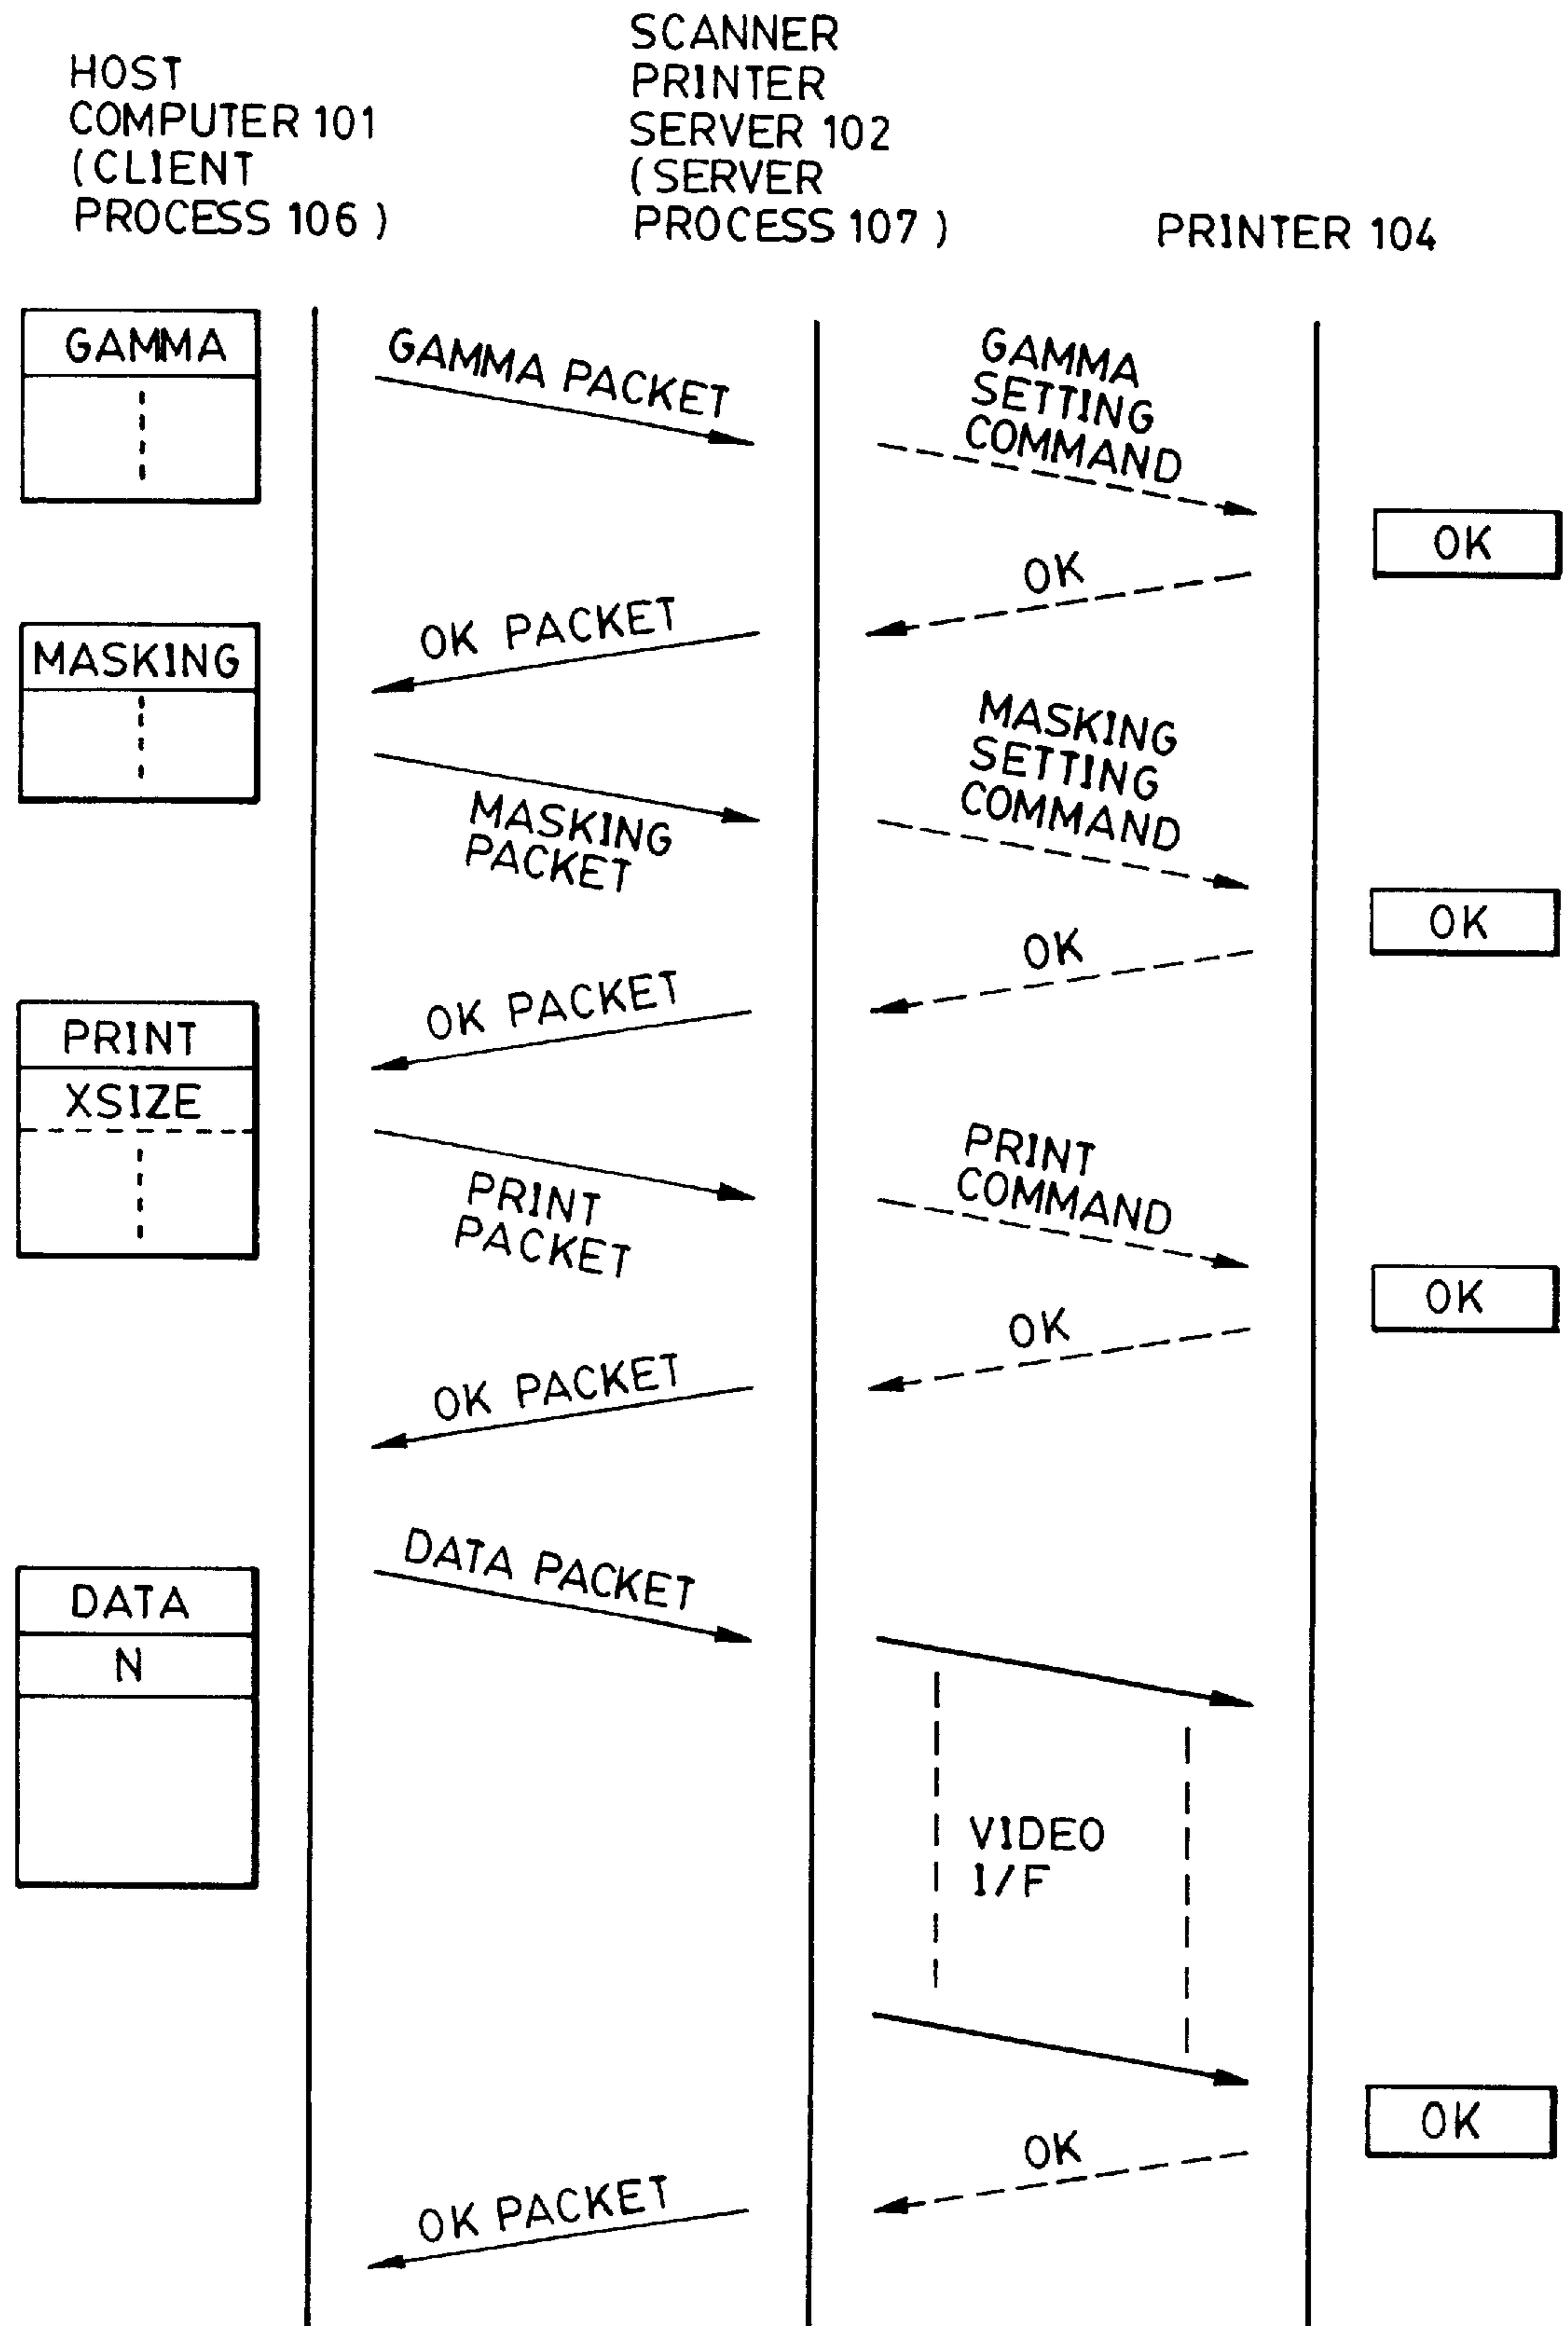 HOST
COMPUTER 101
(CLIENT
PROCESS 106)
SCANNER
PRINTER
SERVER 102
(SERVER
PROCESS 107)
PRINTER 104
GAMMA
GAMMA PACKET
GAMMA
SETTING
COMMAND
OK
OK
OK PACKET
MASKING
MASKING
PACKET
MASKING
SETTING
COMMAND
OK
OK
OK PACKET
PRINT
XSIZE
PRINT
PACKET
PRINT
COMMAND
OK
OK
OK PACKET
DATA
N
DATA PACKET
VIDEO
I/F
OK
OK
OK PACKET